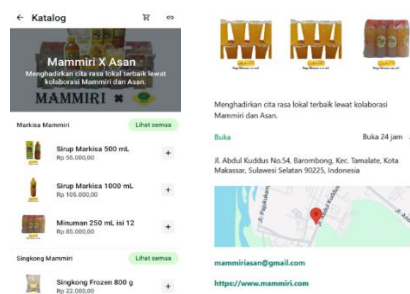 Katalog
Mammiri X Asan
Menghadirkan cita rasa lokal terbaik lewat
kolaborasi Mammiri dan Asan.
MAMMIRI
Markisa Mammiri
Lihat semua
Sirup Markisa 500 mL
Rp 55.000,00
Sirup Markisa 1000 mL
Rp 105.000,00
Minuman 250 mL isi 12
Rp 85.000,00
Singkong Mammiri
Lihat semua
Singkong Frozen 800 g
Rp 22.000,00
Menghadirkan cita rasa lokal terbaik lewat kolaborasi
Mammiri dan Asan.
Buka
Buka 24 jam
Jl. Abdul Kuddus No.54, Barombong, Kec. Tamalate, Kota
Makassar, Sulawesi Selatan 90225, Indonesia
mammiriasan@gmail.com
https://www.mammiri.com